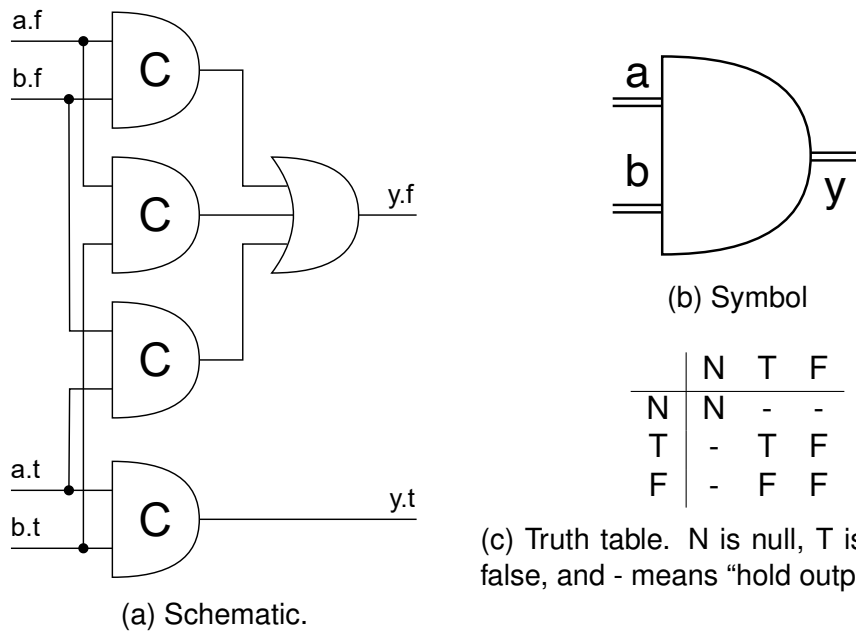 a.f
b.f
C
C
y.f
C
a.t
b.t
C
y.t
(a) Schematic.
a
b
y
(b) Symbol
N T F
N N - -
T - T F
F - F F
(c) Truth table. N is null, T is
false, and - means “hold outp